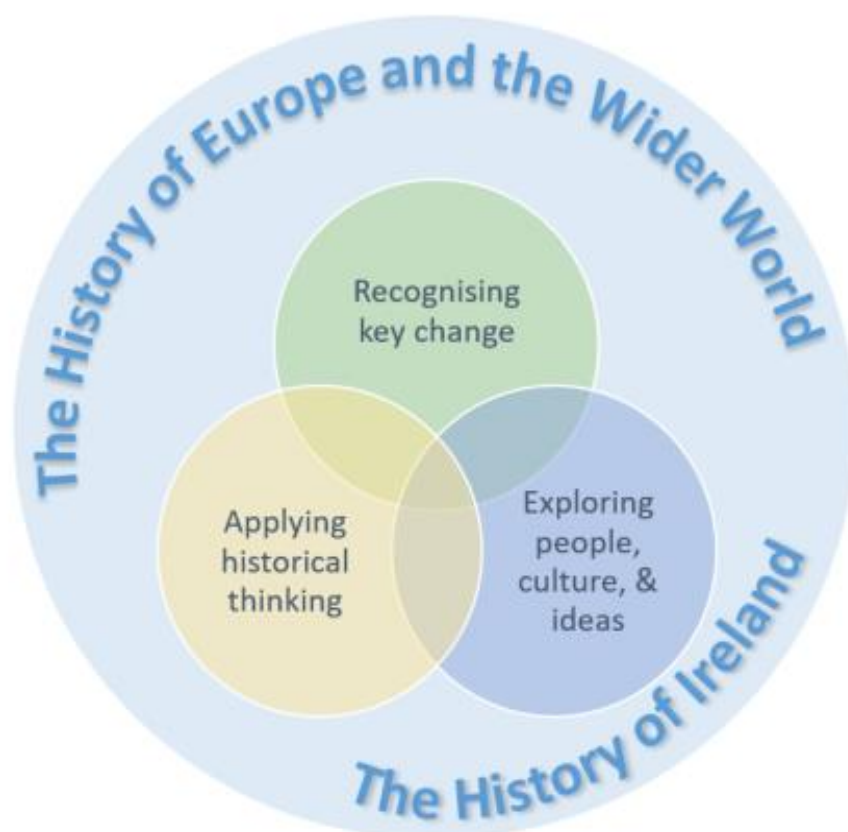 The History of Europe and the Wider World
Recognising
key change
Applying
historical
thinking
Exploring
people,
culture, &
ideas
The History of Ireland